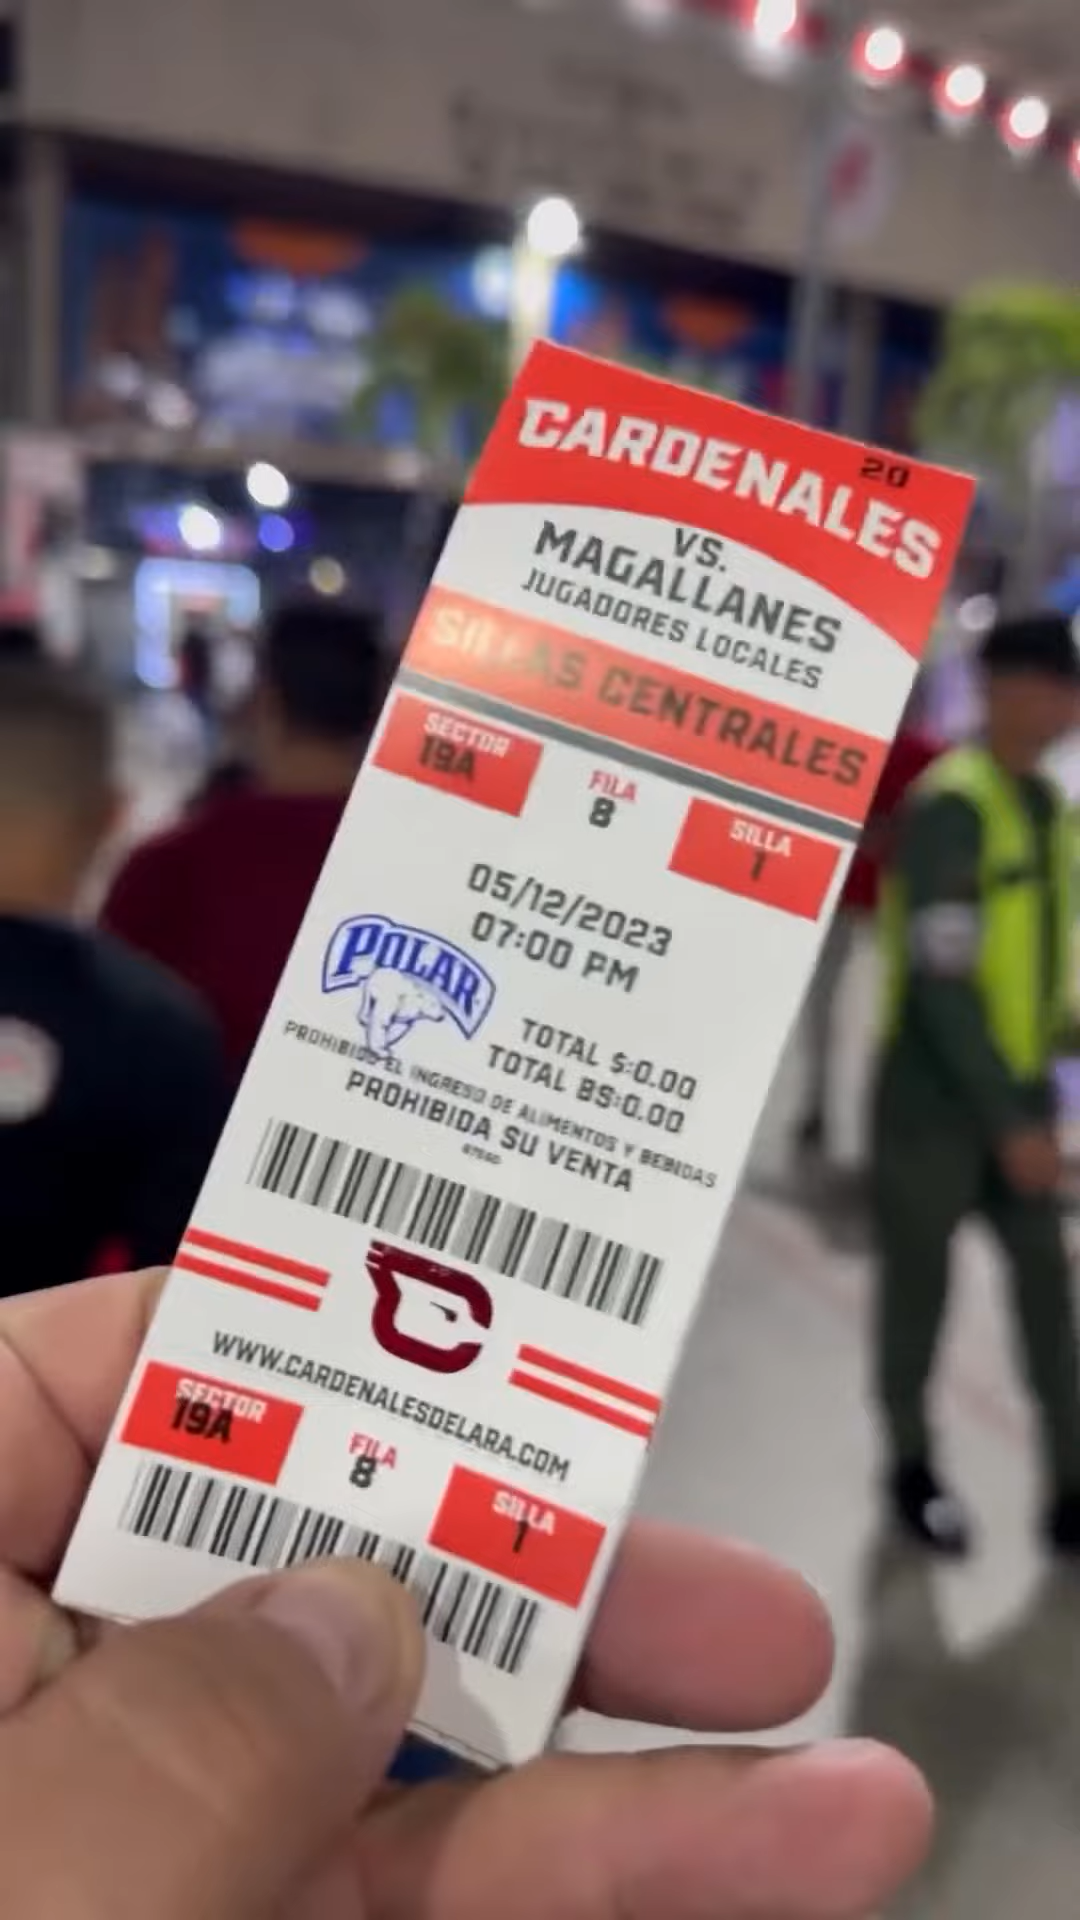 20
CARDENALES
VS.
MAGALLANES
JUGADORES LOCALES
SILLAS CENTRALES
SECTOR
19A
FILA
8
SILLA
1
05/12/2023
07:00 PM
POLAR
TOTAL $:0.00
TOTAL BS:0.00
PROHIBIDO EL INGRESO DE ALIMENTOS Y BEBIDAS
PROHIBIDA SU VENTA
WWW.CARDENALESDELARA.COM
SECTOR
19A
FILA
8
SILLA
1